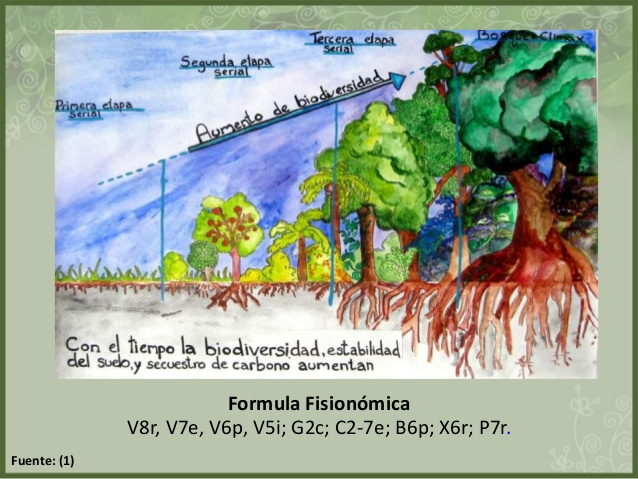 Primera etapa
serial
Segunda etapa
serial
Tercera etapa
serial
Bosque Climax
Aumento de biodiversidad
Con el tiempo la biodiversidad, estabilidad
del suelo, y secuestro de carbono aumentan
Formula Fisionómica
V8r, V7e, V6p, V5i; G2c; C2-7e; B6p; X6r; P7r.
Fuente: (1)